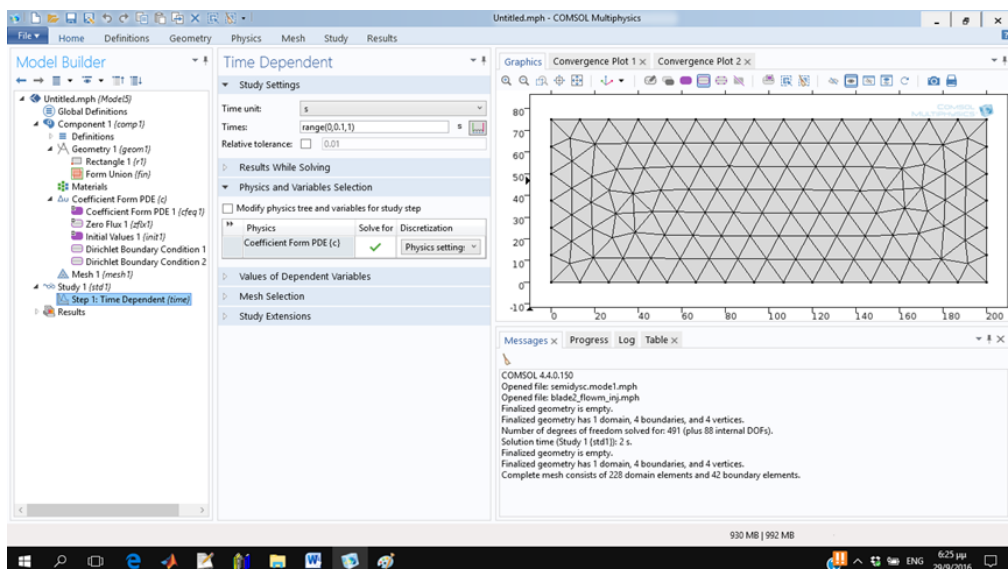 Untitled.mph - COMSOL Multiphysics
File Home Definitions Geometry Physics Mesh Study Results
Model Builder
Untitled.mph (Model5)
Global Definitions
Component 1 (comp1)
Definitions
Geometry 1 (geom1)
Rectangle 1 (r1)
Form Union (fin)
Materials
Coefficient Form PDE (c)
Coefficient Form PDE 1 (cfeq1)
Zero Flux 1 (zflx1)
Initial Values 1 (init1)
Dirichlet Boundary Condition 1
Dirichlet Boundary Condition 2
Mesh 1 (mesh1)
Study 1 (std1)
Step 1: Time Dependent (time)
Results
Time Dependent
Study Settings
Time unit: s
Times: range(0,0.1,1) s
Relative tolerance: 0.01
Results While Solving
Physics and Variables Selection
Modify physics tree and variables for study step
Physics Solve for Discretization
Coefficient Form PDE (c) Physics setting:
Values of Dependent Variables
Mesh Selection
Study Extensions
Graphics Convergence Plot 1 Convergence Plot 2
COMSOL
MULTIPHYSICS
80
70
60
50
40
30
20
10
0
-10
0 20 40 60 80 100 120 140 160 180 200
Messages Progress Log Table
COMSOL 4.4.0.150
Opened file: semidysc.mode1.mph
Opened file: blade2_flowm_inj.mph
Finalized geometry is empty.
Finalized geometry has 1 domain, 4 boundaries, and 4 vertices.
Number of degrees of freedom solved for: 491 (plus 88 internal DOFs).
Solution time (Study 1 (std1)): 2 s.
Finalized geometry is empty.
Finalized geometry has 1 domain, 4 boundaries, and 4 vertices.
Complete mesh consists of 228 domain elements and 42 boundary elements.
930 MB | 992 MB
ENG
6:25 μμ
29/9/2016